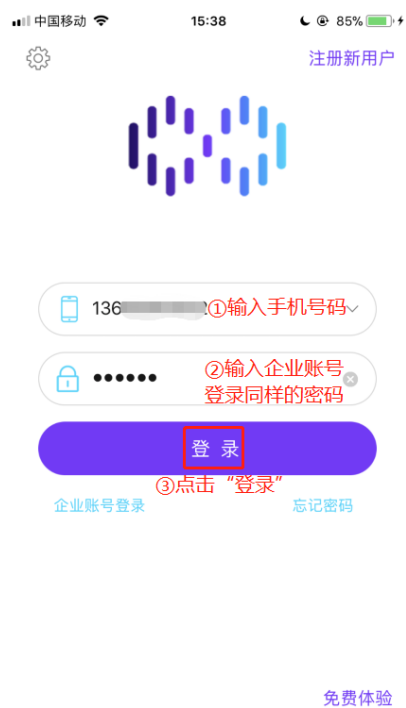 中国移动 15:38 85%
注册新用户
136 2 ①输入手机号码
●●●●●● ②输入企业账号
登录同样的密码
登 录
③点击“登录”
企业账号登录 忘记密码
免费体验